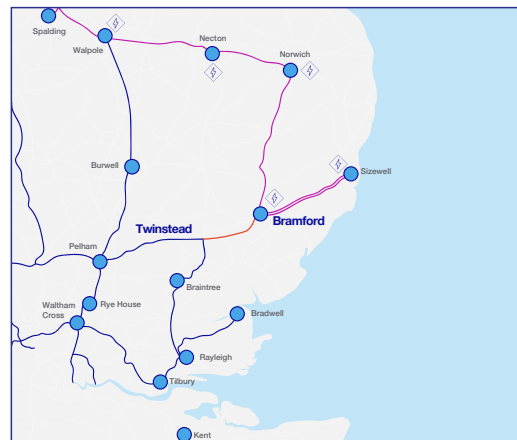 Spalding
Walpole
Necton
Norwich
Burwell
Sizewell
Twinstead
Bramford
Pelham
Braintree
Rye House
Waltham
Cross
Bradwell
Rayleigh
Tilbury
Kent